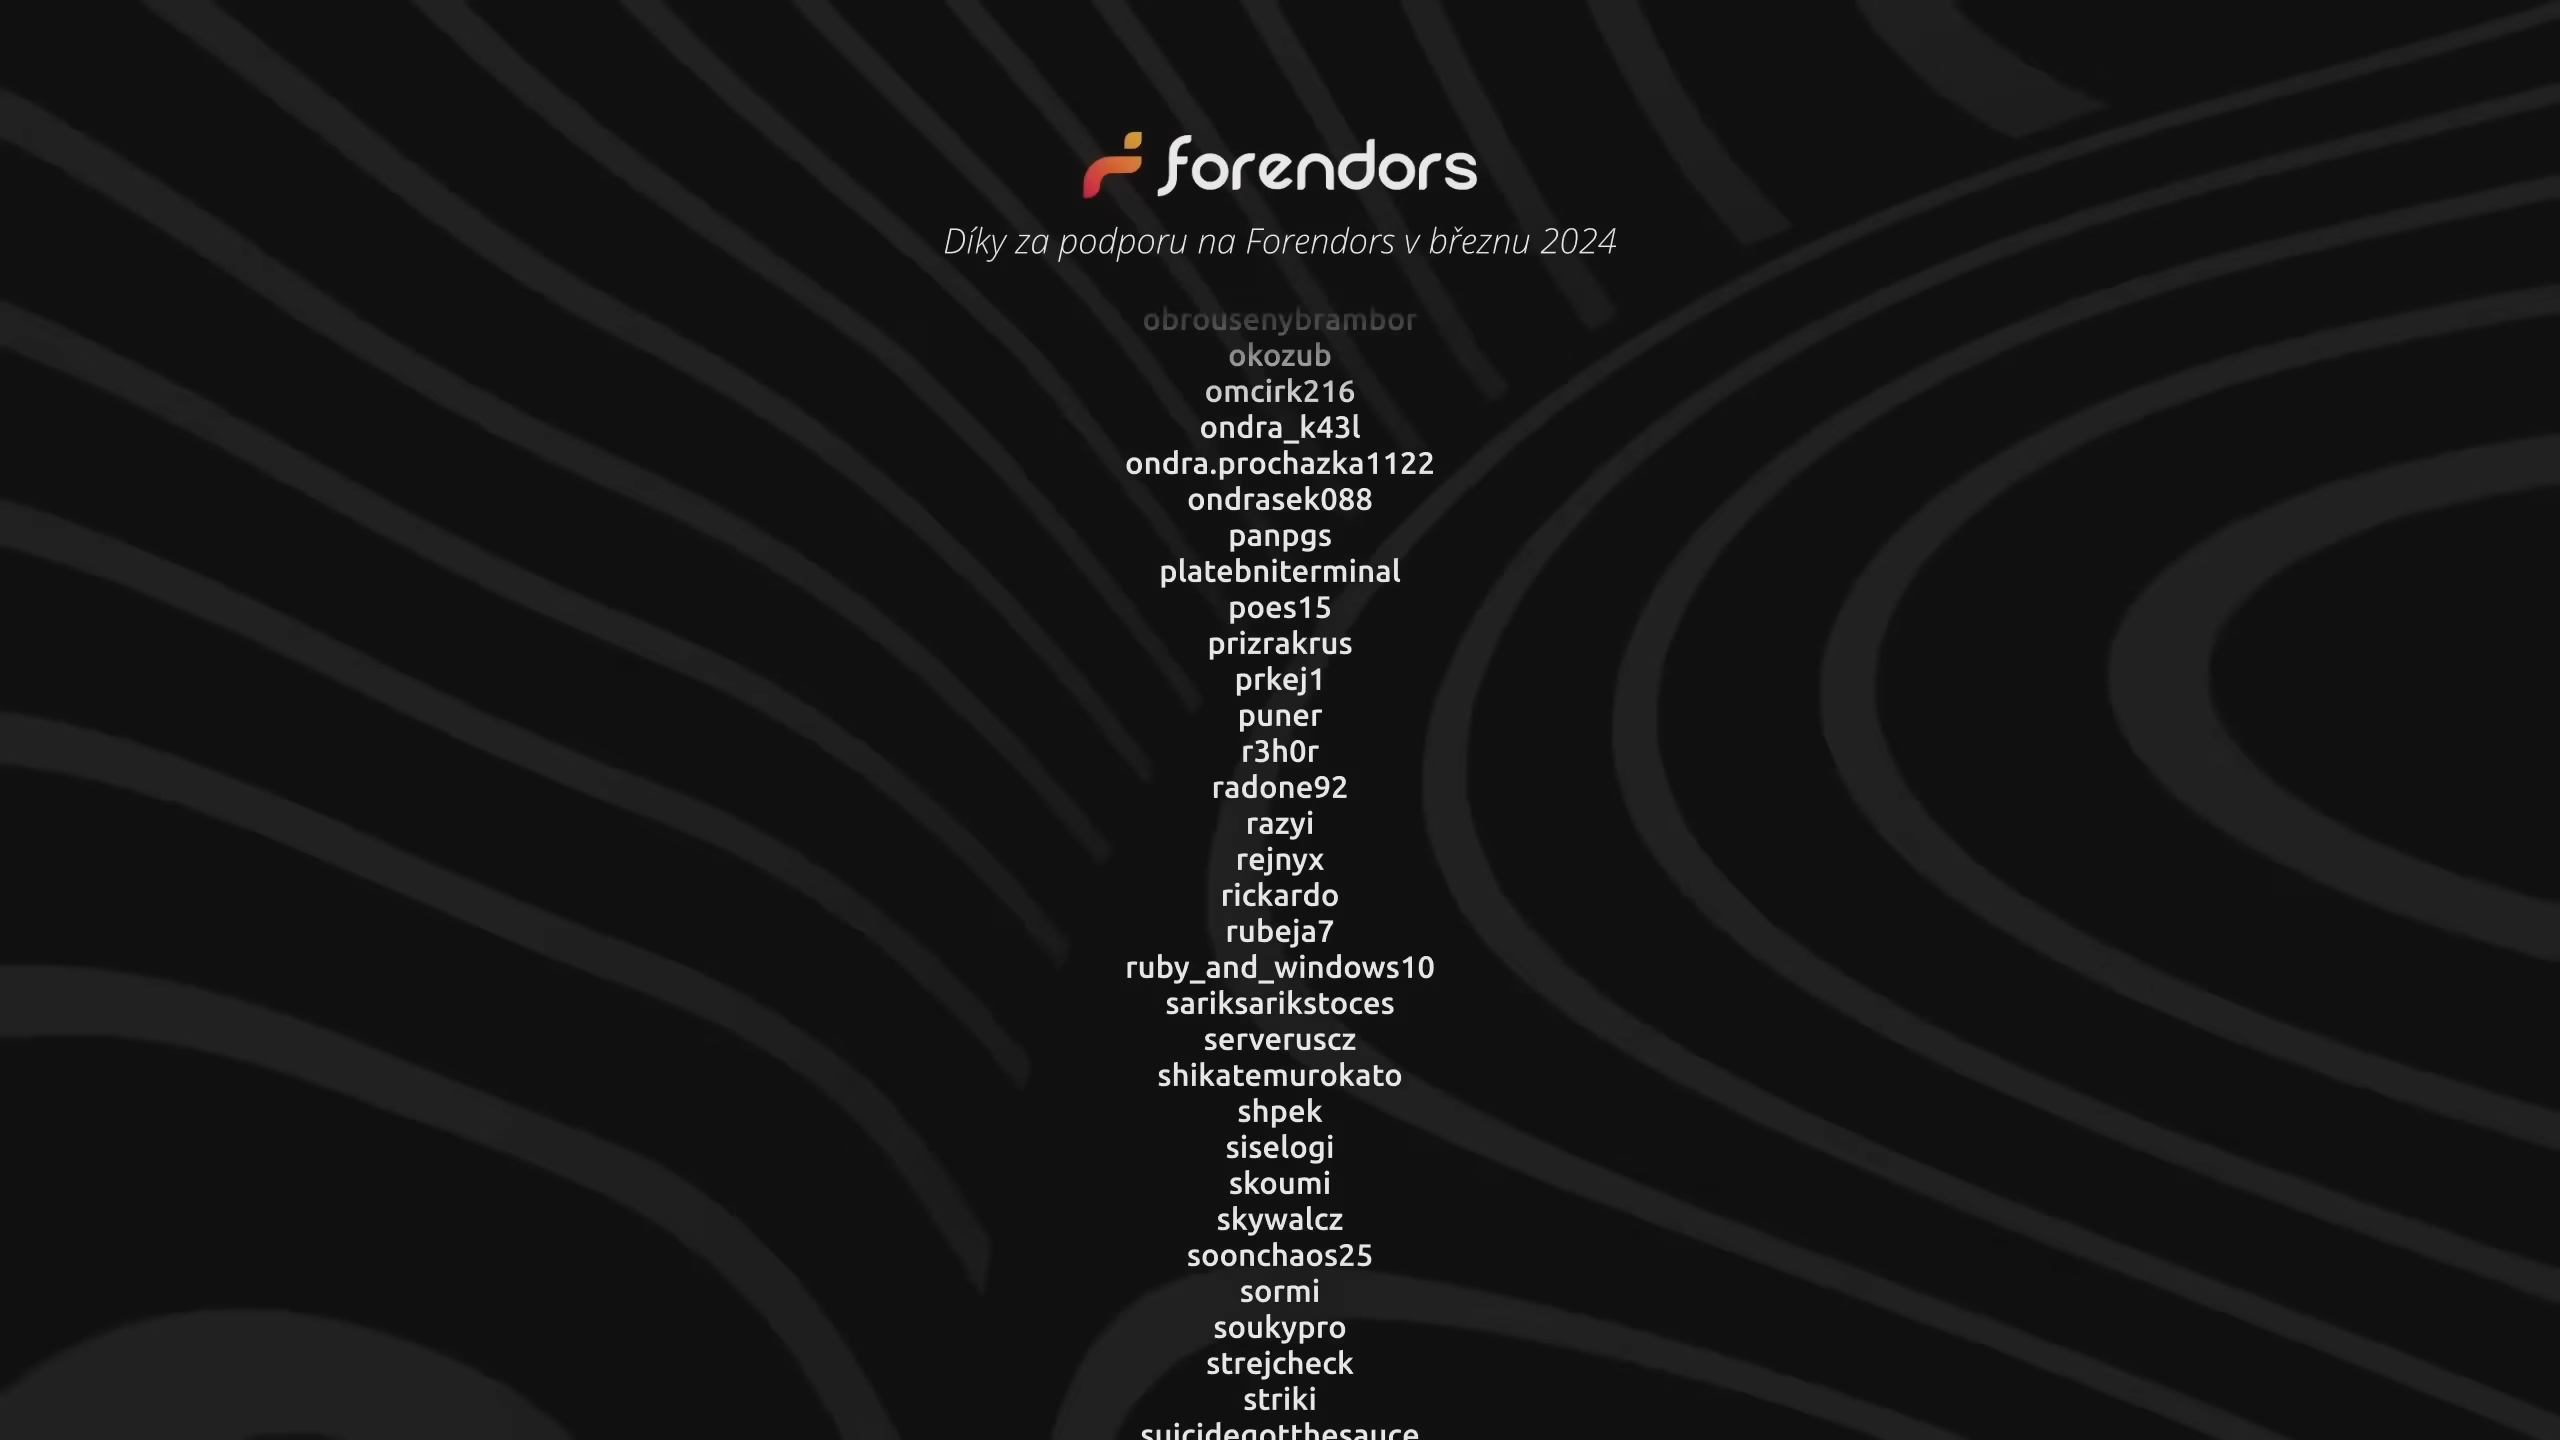 forendors
Díky za podporu na Forendors v březnu 2024
obrousenybrambor
okozub
omcirk216
ondra_k43l
ondra.prochazka1122
ondrasek088
panpgs
platebniterminal
poes15
prizrakrus
prkej1
puner
r3h0r
radone92
razyi
rejnyx
rickardo
rubeja7
ruby_and_windows10
sariksarikstoces
serveruscz
shikatemurokato
shpek
siselogi
skoumi
skywalcz
soonchaos25
sormi
soukypro
strejcheck
striki
suicidegotthesauce